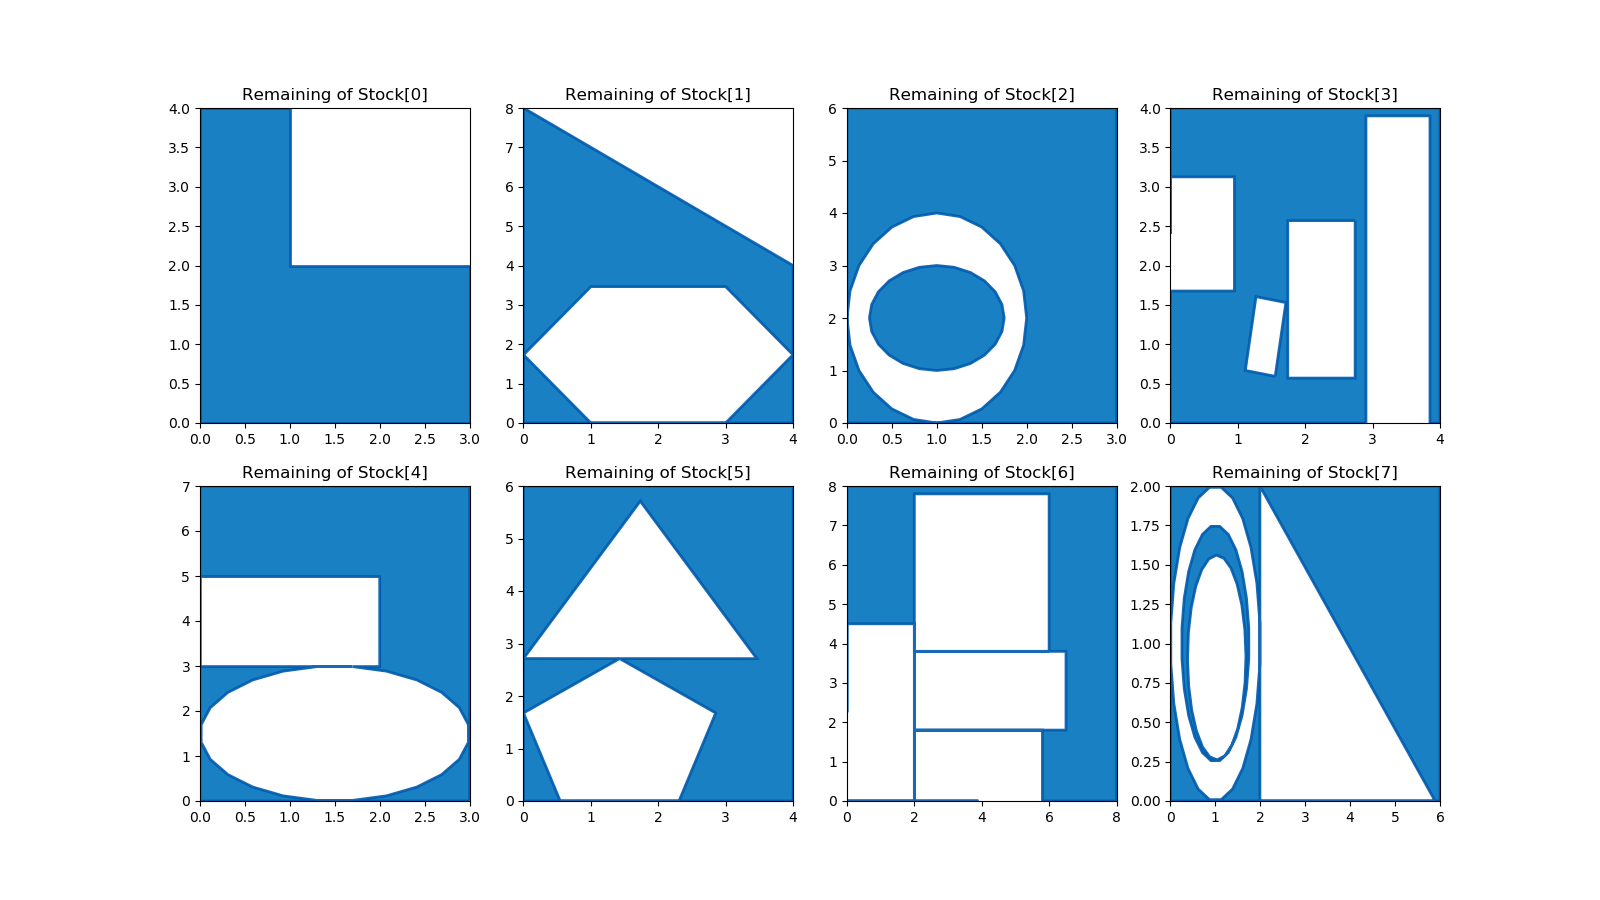 Remaining of Stock[0] Remaining of Stock[1] Remaining of Stock[2] Remaining of Stock[3]
4.0 8 6 4.0
3.5 7 3.5
5
3.0 6 3.0
2.5 5 4 2.5
2.0 4 3 2.0
1.5 3 1.5
2
1.0 2 1.0
0.5 1 1 0.5
0.0 0 0 0.0
0.0 0.5 1.0 1.5 2.0 2.5 3.0 0 1 2 3 4 0.0 0.5 1.0 1.5 2.0 2.5 3.0 0 1 2 3 4
Remaining of Stock[4] Remaining of Stock[5] Remaining of Stock[6] Remaining of Stock[7]
7 6 8 2.00
6 7 1.75
5 5 6 1.50
4 4 5 1.25
3 3 4 1.00
3 0.75
2 2 2 0.50
1 1 1 0.25
0 0 0 0.00
0.0 0.5 1.0 1.5 2.0 2.5 3.0 0 1 2 3 4 0 2 4 6 8 0 1 2 3 4 5 6